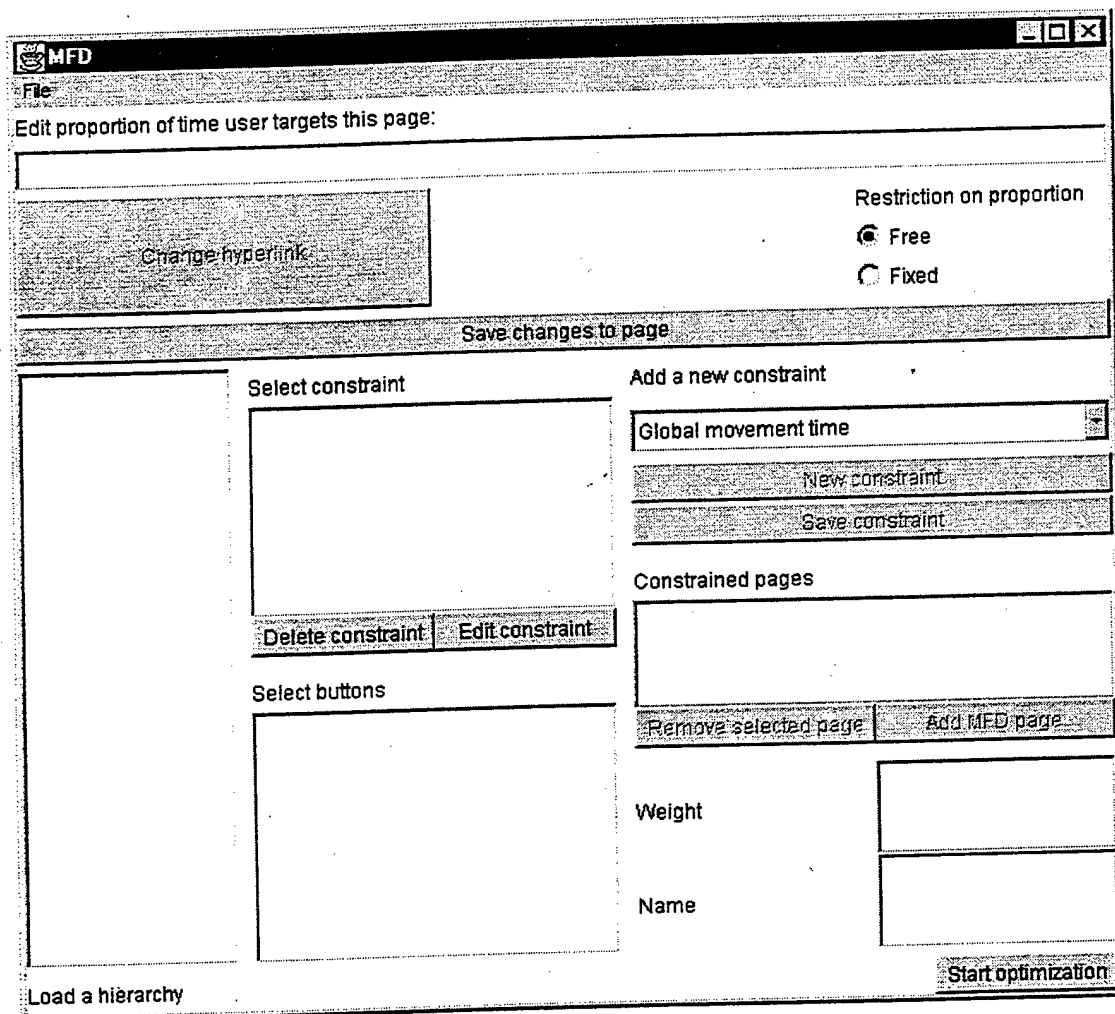 MFD
File
Edit proportion of time user targets this page:
Restriction on proportion
Free
Change hyperlink
Fixed
Save changes to page
Select constraint
Add a new constraint
Global movement time
New constraint
Save constraint
Constrained pages
Delete constraint
Edit constraint
Select buttons
Remove selected page
Add MFD page
Weight
Name
Start optimization
Load a hierarchy